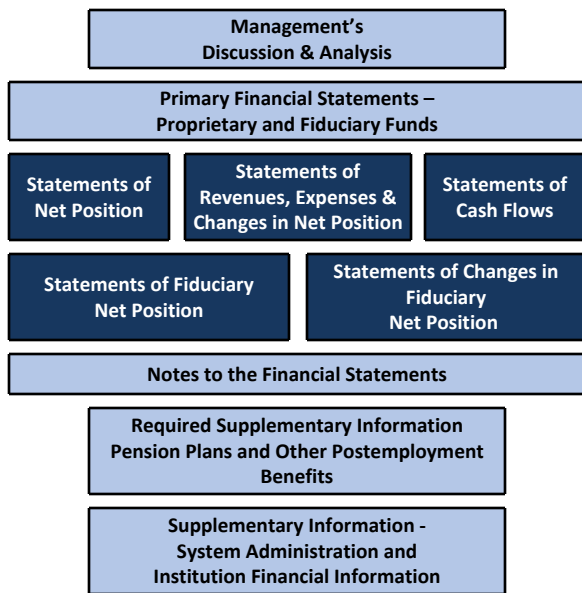 Management’s
Discussion & Analysis
Primary Financial Statements –
Proprietary and Fiduciary Funds
Statements of
Net Position
Statements of
Revenues, Expenses &
Changes in Net Position
Statements of
Cash Flows
Statements of Fiduciary
Net Position
Statements of Changes in
Fiduciary
Net Position
Notes to the Financial Statements
Required Supplementary Information
Pension Plans and Other Postemployment
Benefits
Supplementary Information -
System Administration and
Institution Financial Information